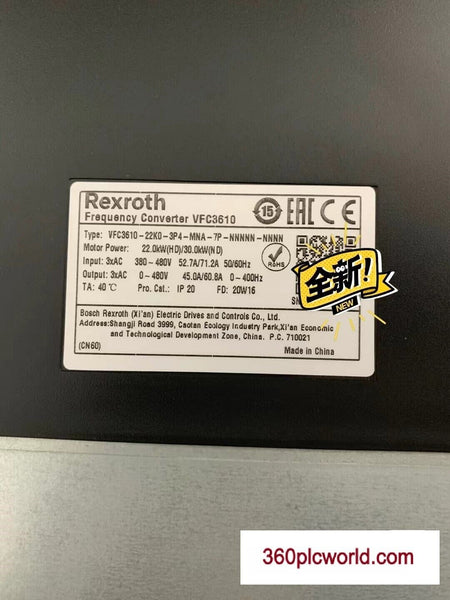 Rexroth
Frequency Converter VFC3610
15
EAC CE
Type: VFC3610-22K0-3P4-MNA-7P-NNNNN-NNNN
Motor Power: 22.0kW(HD)/30.0kW(ND)
Input: 3xAC 380-480V 52.7A/71.2A 50/60Hz
Output: 3xAC 0-480V 45.0A/60.8A 0-400Hz
TA: 40℃ Pro. Cat.: IP 20 FD: 20W16
RoHS
全新!
NEW
Bosch Rexroth (Xi'an) Electric Drives and Controls Co., Ltd.
Address:Shangji Road 3999, Caotan Ecology Industry Park,Xi'an Economic
and Technological Development Zone, China. P.C. 710021
(CN60)
Made in China
360plcworld.com